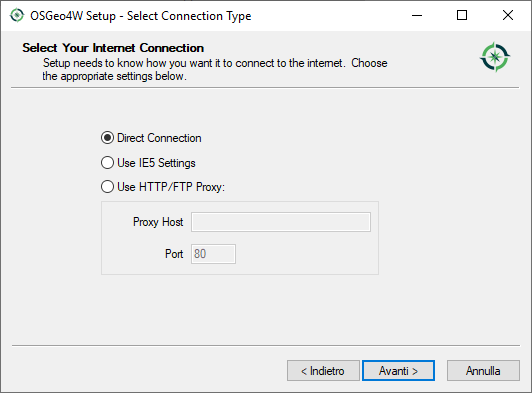 OSGeo4W Setup - Select Connection Type
Select Your Internet Connection
Setup needs to know how you want it to connect to the internet. Choose
the appropriate settings below.
Direct Connection
Use IE5 Settings
Use HTTP/FTP Proxy:
Proxy Host
Port 80
< Indietro Avanti > Annulla